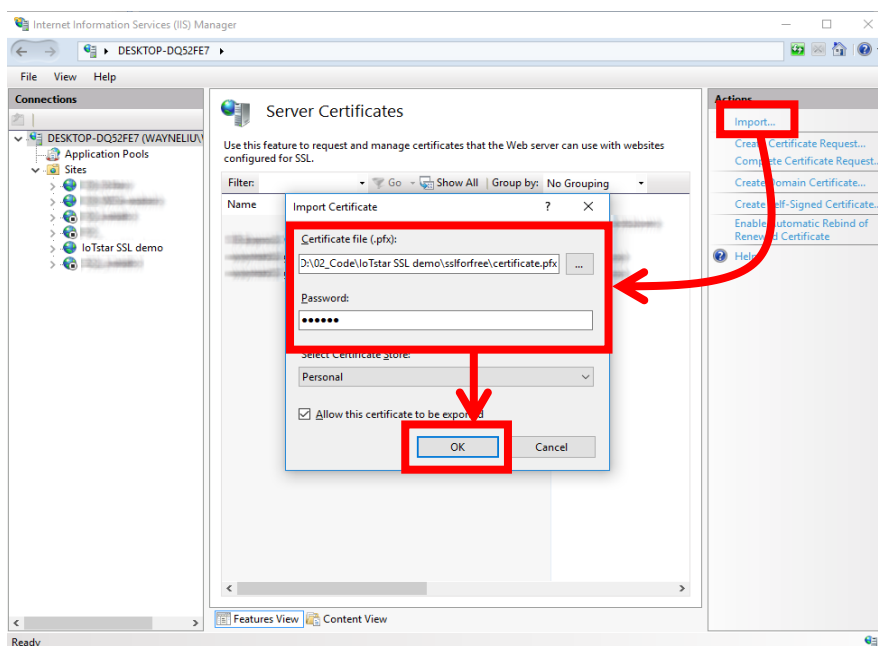 Internet Information Services (IIS) Manager
DESKTOP-DQ52FE7
File View Help
Connections
DESKTOP-DQ52FE7 (WAYNELIU\
Application Pools
Sites
IoTstar SSL demo
Server Certificates
Use this feature to request and manage certificates that the Web server can use with websites
configured for SSL.
Filter: Go Show All Group by: No Grouping
Name
Import Certificate
Certificate file (.pfx):
D:\02_Code\IoTstar SSL demo\sslforfree\certificate.pfx ...
Password:
••••••
Select Certificate Store:
Personal
Allow this certificate to be exported
OK Cancel
Features View Content View
Actions
Import...
Create Certificate Request...
Complete Certificate Request...
Create Domain Certificate...
Create Self-Signed Certificate...
Enable Automatic Rebind of
Renewed Certificate
Help
Ready